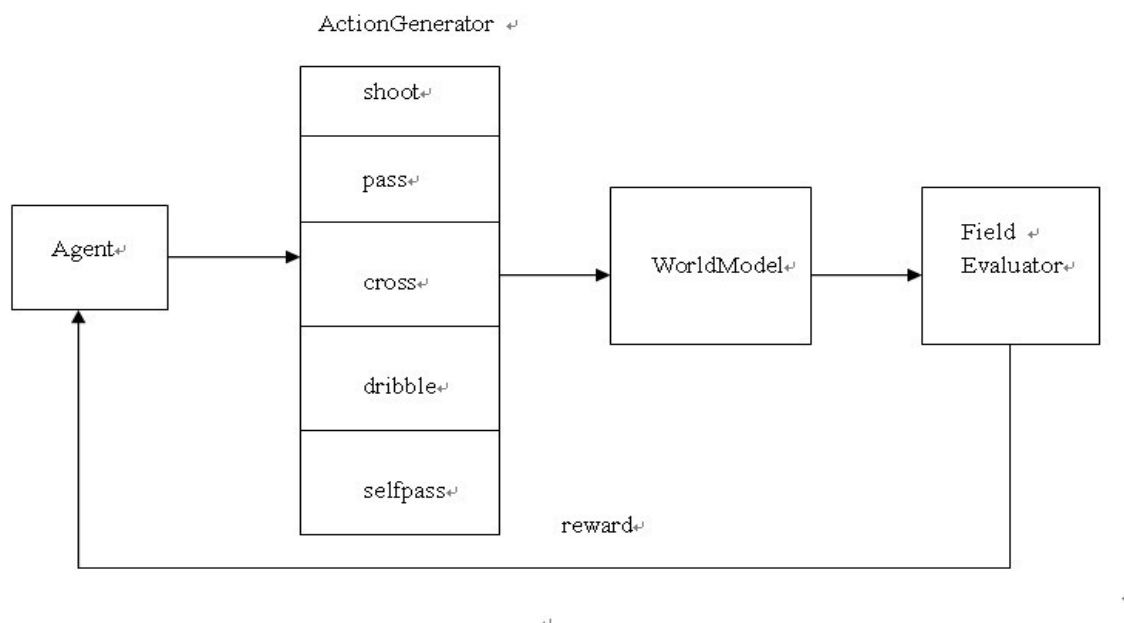 ActionGenerator
shoot
pass
Agent
cross
WorldModel
Field
Evaluator
dribble
selfpass
reward